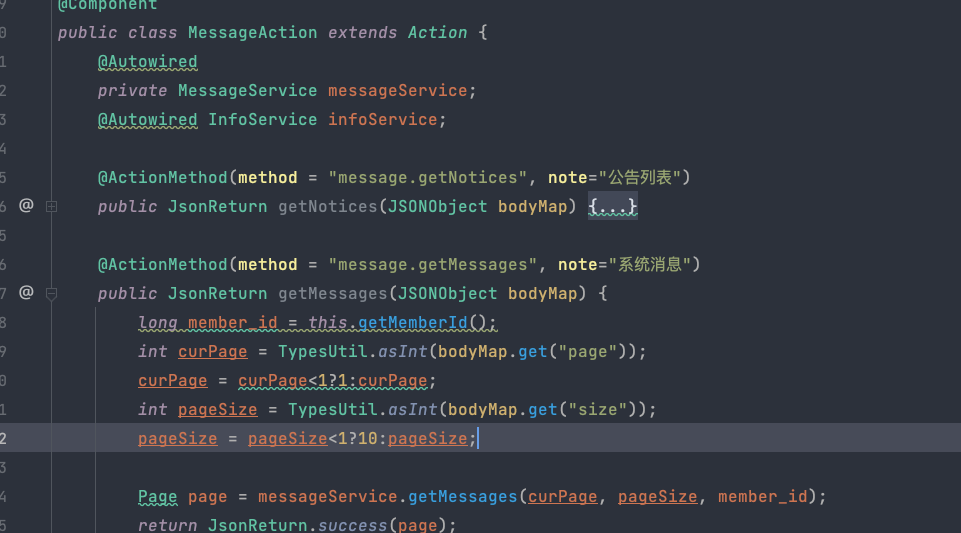 9 @Component
0 public class MessageAction extends Action {
1 @Autowired
private MessageService messageService;
3 @Autowired InfoService infoService;
4
5 @ActionMethod(method = "message.getNotices", note="公告列表")
6 @ public JsonReturn getNotices(JSONObject bodyMap) {...}
5
6 @ActionMethod(method = "message.getMessages", note="系统消息")
7 @ public JsonReturn getMessages(JSONObject bodyMap) {
8 long member_id = this.getMemberId();
9 int curPage = TypesUtil.asInt(bodyMap.get("page"));
0 curPage = curPage<1?1:curPage;
1 int pageSize = TypesUtil.asInt(bodyMap.get("size"));
2 pageSize = pageSize<1?10:pageSize;
3
4 Page page = messageService.getMessages(curPage, pageSize, member_id);
5 return JsonReturn.success(page);